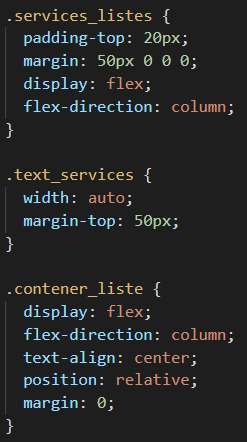 .services_listes {
  padding-top: 20px;
  margin: 50px 0 0 0;
  display: flex;
  flex-direction: column;
}

.text_services {
  width: auto;
  margin-top: 50px;
}

.contener_liste {
  display: flex;
  flex-direction: column;
  text-align: center;
  position: relative;
  margin: 0;
}